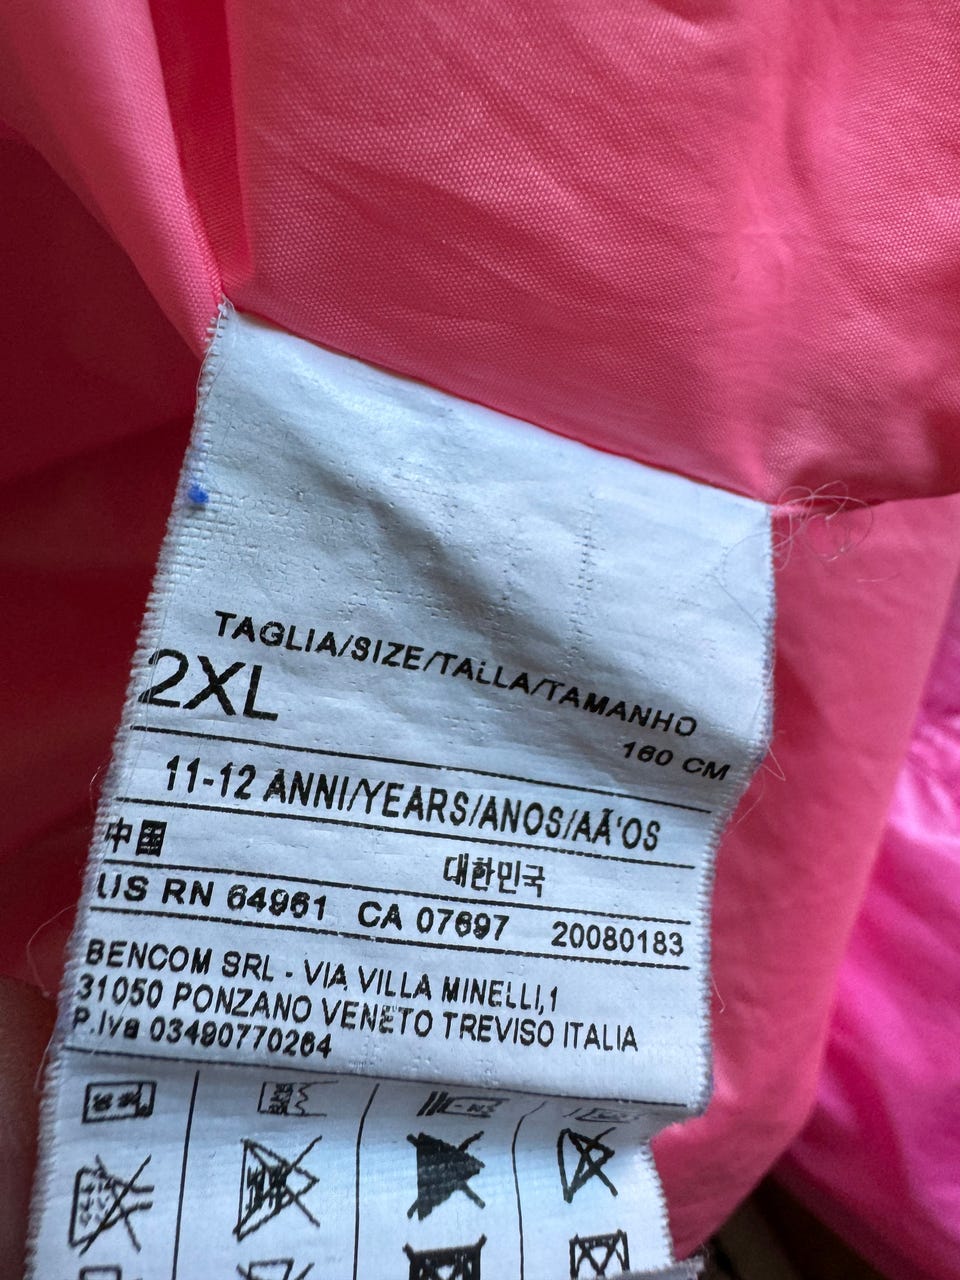 TAGLIA/SIZE/TALLA/TAMANHO
2XL
160 CM
11-12 ANNI/YEARS/ANOS/AÃ'OS
中国
대한민국
US RN 64961 CA 07697 20080183
BENCOM SRL - VIA VILLA MINELLI,1
31050 PONZANO VENETO TREVISO ITALIA
P.Iva 03490770264